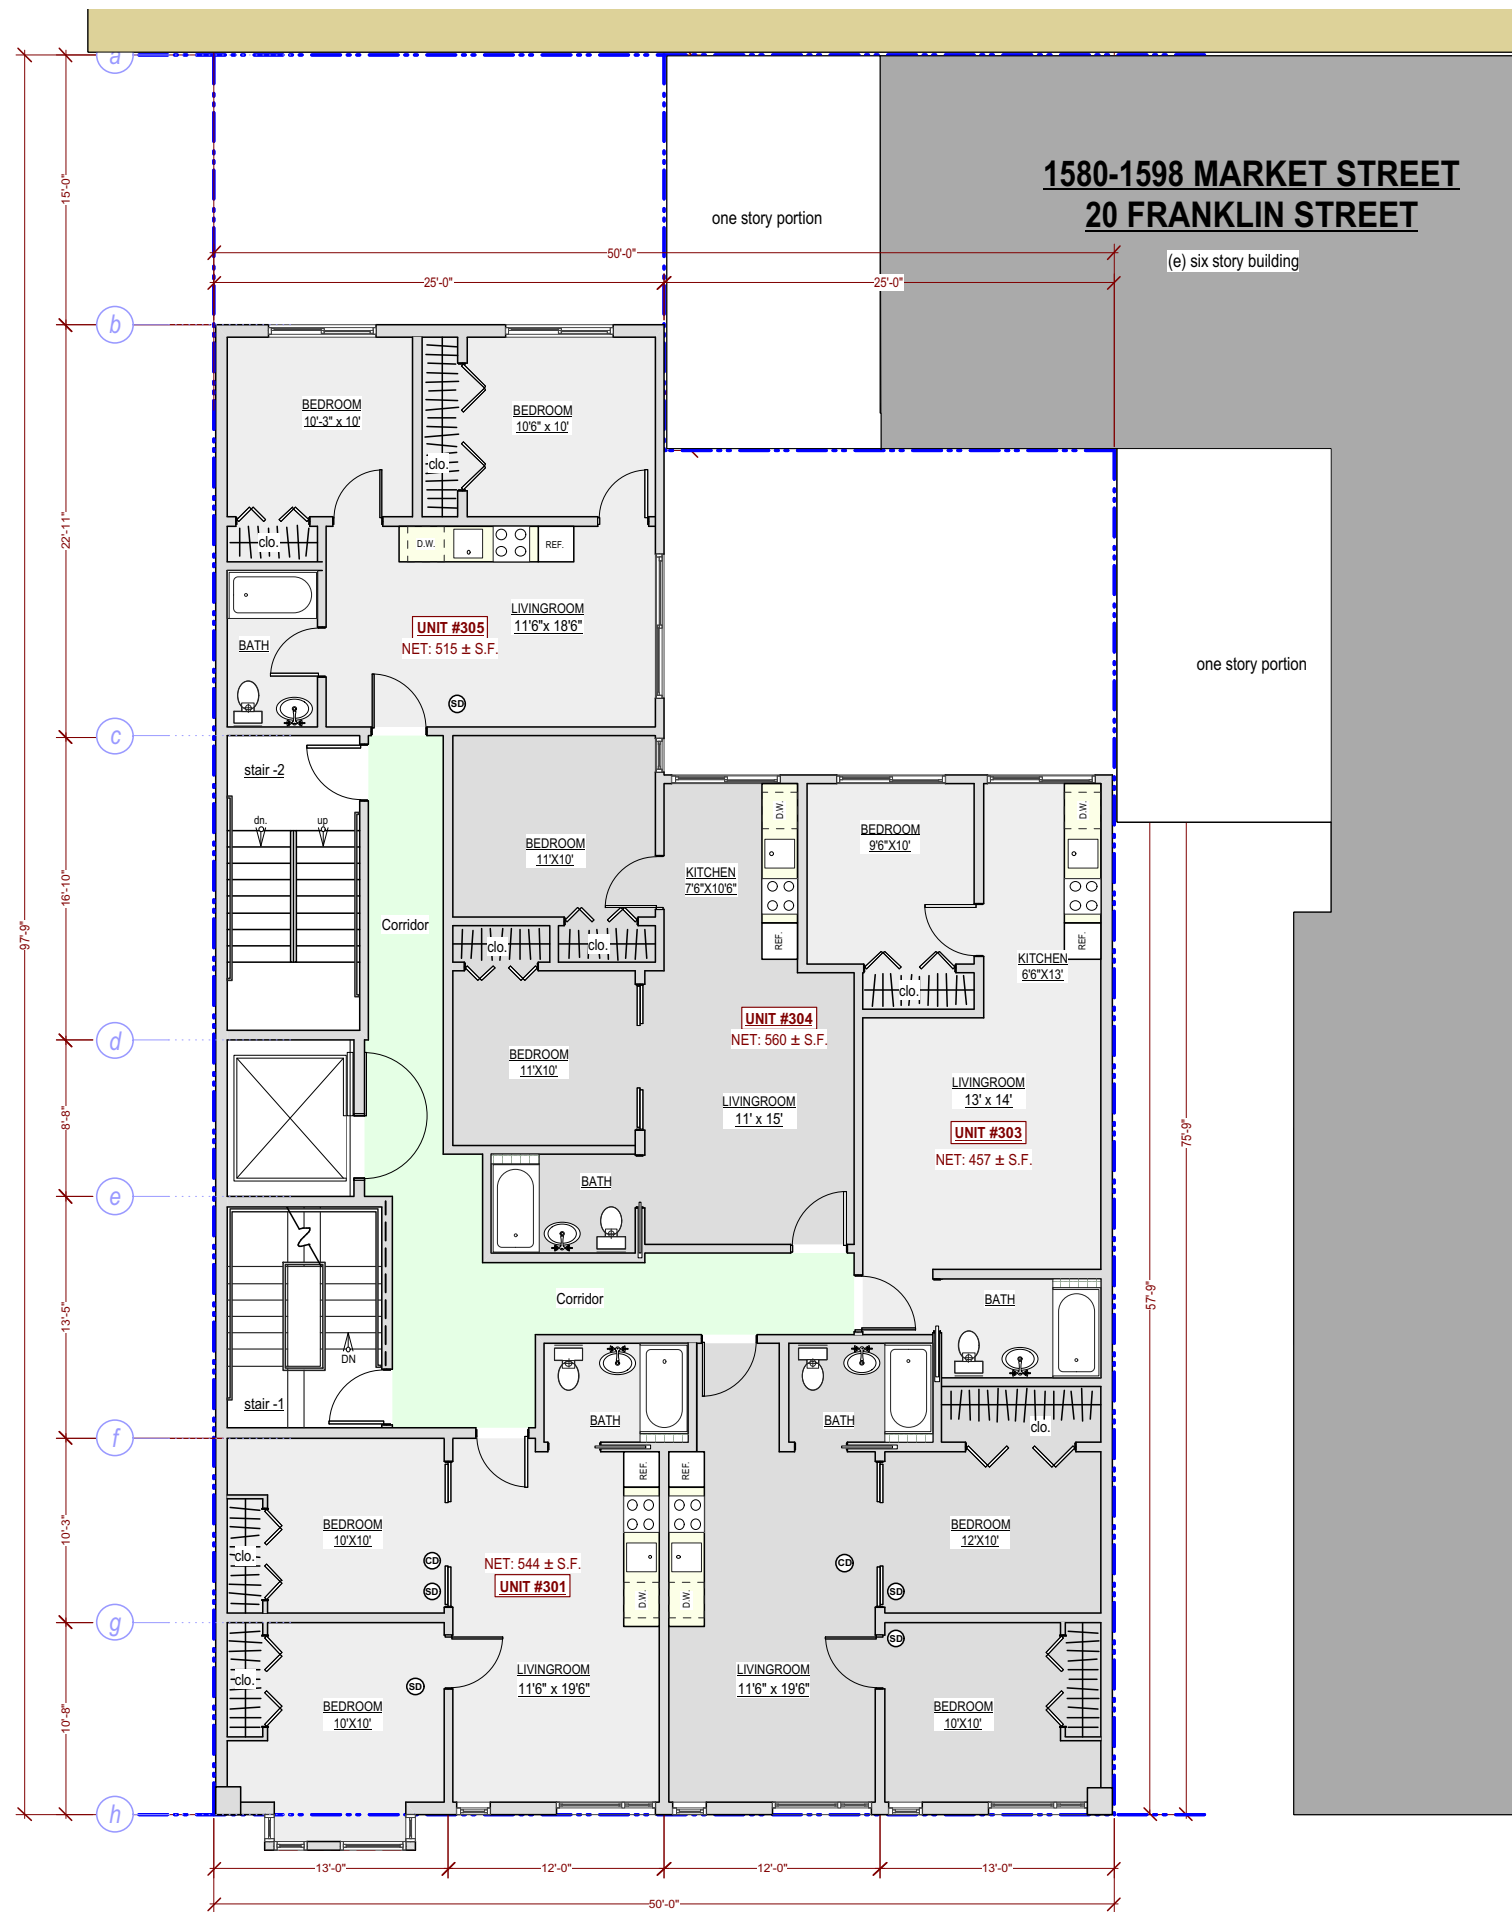 a
1580-1598 MARKET STREET
20 FRANKLIN STREET
(e) six story building
one story portion
15'-0"
50'-0"
25'-0"
25'-0"
b
BEDROOM
10'-3" x 10'
BEDROOM
10'6" x 10'
clo.
22'-11"
clo.
D.W.
REF.
LIVINGROOM
11'6"x 18'6"
UNIT #305
NET: 515 ± S.F.
BATH
SD
one story portion
c
stair -2
dn.
up
BEDROOM
11'X10'
KITCHEN
7'6"X10'6"
D.W.
REF.
BEDROOM
9'6"X10'
D.W.
REF.
KITCHEN
6'6"X13'
16'-10"
97'-9"
Corridor
clo.
clo.
clo.
UNIT #304
NET: 560 ± S.F.
d
BEDROOM
11'X10'
LIVINGROOM
11' x 15'
LIVINGROOM
13' x 14'
UNIT #303
NET: 457 ± S.F.
8'-8"
75'-9"
e
BATH
Corridor
BATH
57'-9"
13'-5"
DN
stair -1
BATH
BATH
clo.
f
REF.
REF.
BEDROOM
10'X10'
CD
SD
clo.
NET: 544 ± S.F.
UNIT #301
D.W.
D.W.
CD
BEDROOM
12'X10'
SD
10'-3"
g
SD
clo.
SD
LIVINGROOM
11'6" x 19'6"
LIVINGROOM
11'6" x 19'6"
BEDROOM
10'X10'
BEDROOM
10'X10'
10'-8"
h
13'-0"
12'-0"
12'-0"
13'-0"
50'-0"